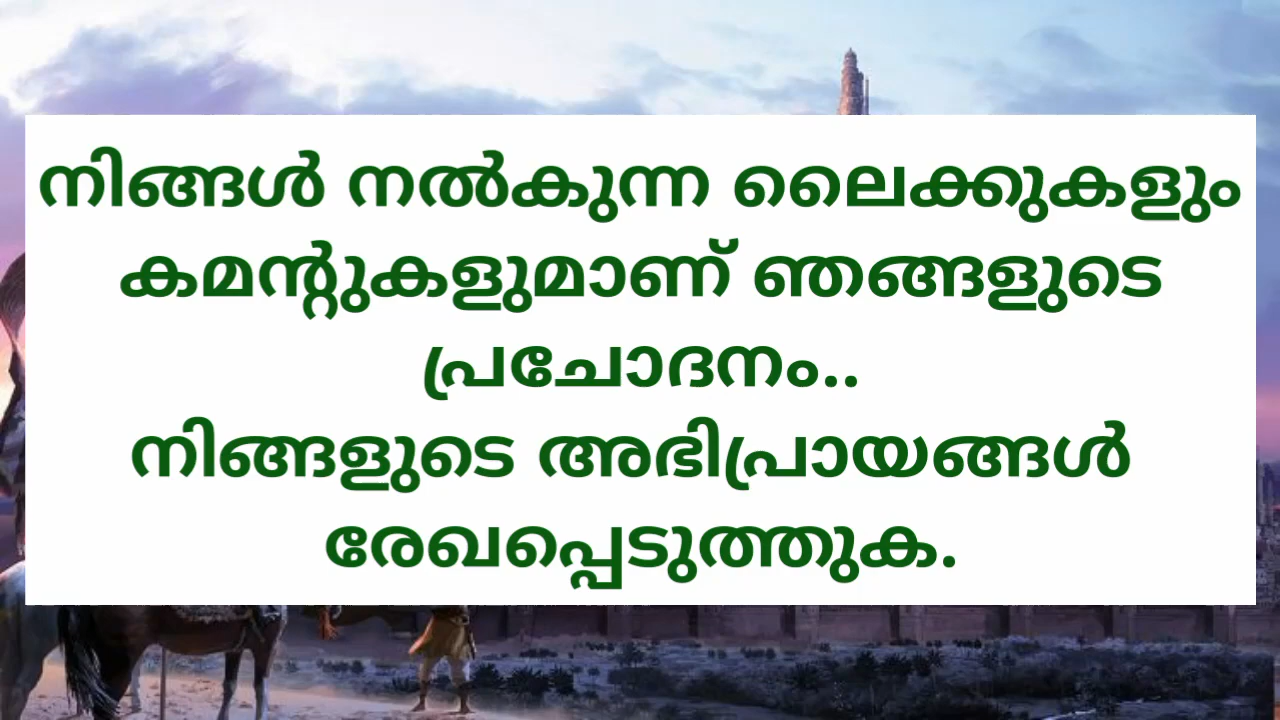 നിങ്ങൾ നൽകുന്ന ലൈക്കുകളും
കമന്റുകളുമാണ് ഞങ്ങളുടെ
പ്രചോദനം..
നിങ്ങളുടെ അഭിപ്രായങ്ങൾ
രേഖപ്പെടുത്തുക.